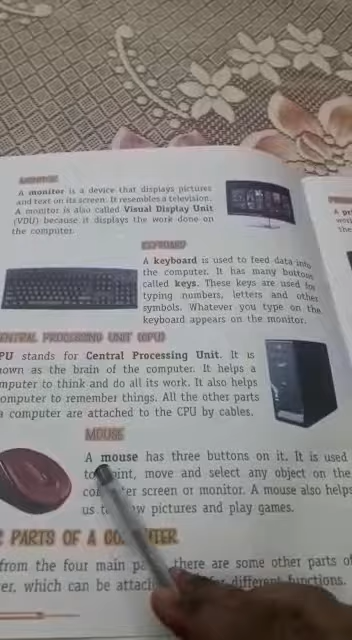 MONITOR
A monitor is a device that displays pictures
and text on its screen. It resembles a television.
A monitor is also called Visual Display Unit
(VDU) because it displays the work done on
the computer.
KEYBOARD
A keyboard is used to feed data into
the computer. It has many buttons
called keys. These keys are used for
typing numbers, letters and other
symbols. Whatever you type on the
keyboard appears on the monitor.
CENTRAL PROCESSING UNIT (CPU)
PU stands for Central Processing Unit. It is
nown as the brain of the computer. It helps a
mputer to think and do all its work. It also helps
omputer to remember things. All the other parts
a computer are attached to the CPU by cables.
MOUSE
A mouse has three buttons on it. It is used
to point, move and select any object on the
screen or monitor. A mouse also helps
us pictures and play games.
PARTS OF A COMPUTER
from the four main there are some other parts of
er, which can be for different functions.